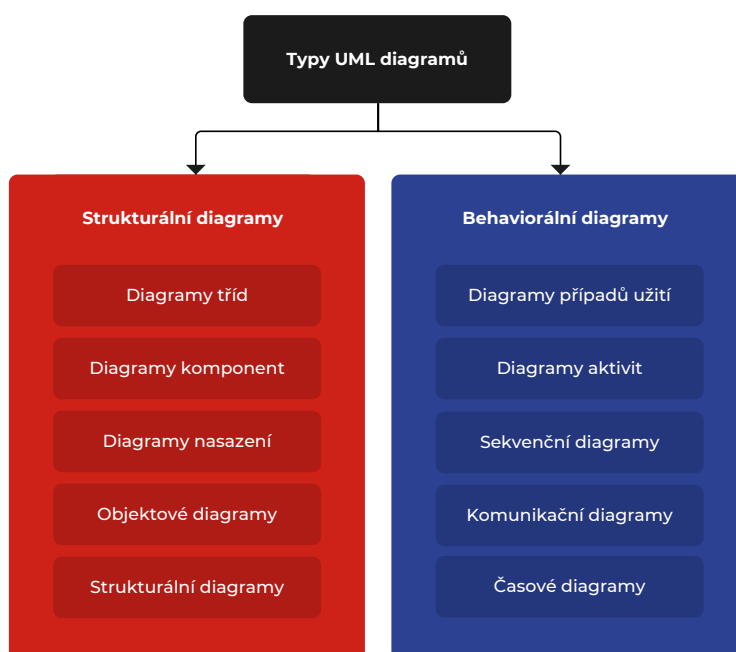 Typy UML diagramů
Strukturální diagramy
Diagramy tříd
Diagramy komponent
Diagramy nasazení
Objektové diagramy
Strukturální diagramy
Behaviorální diagramy
Diagramy případů užití
Diagramy aktivit
Sekvenční diagramy
Komunikační diagramy
Časové diagramy